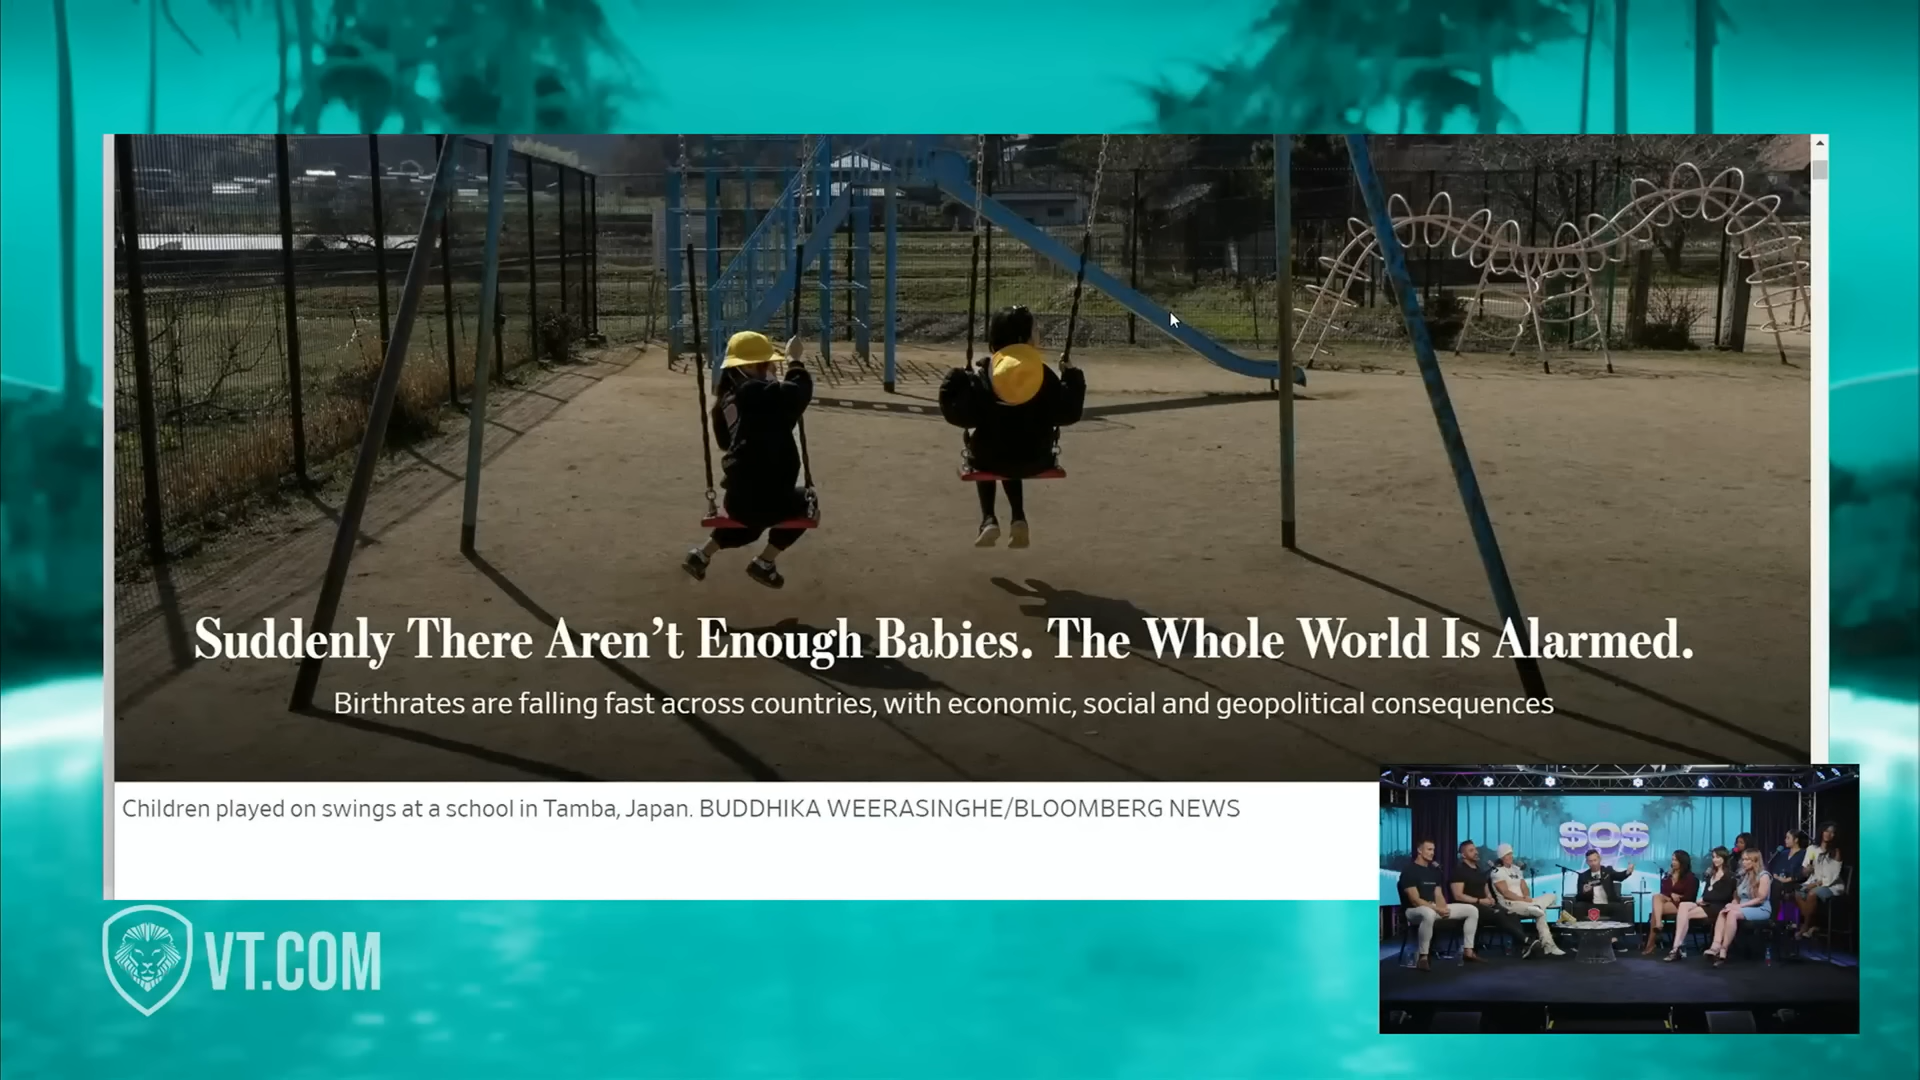 Suddenly There Aren't Enough Babies. The Whole World Is Alarmed.
Birthrates are falling fast across countries, with economic, social and geopolitical consequences
Children played on swings at a school in Tamba, Japan. BUDDHIKA WEERASINGHE/BLOOMBERG NEWS
$O$
VT.COM